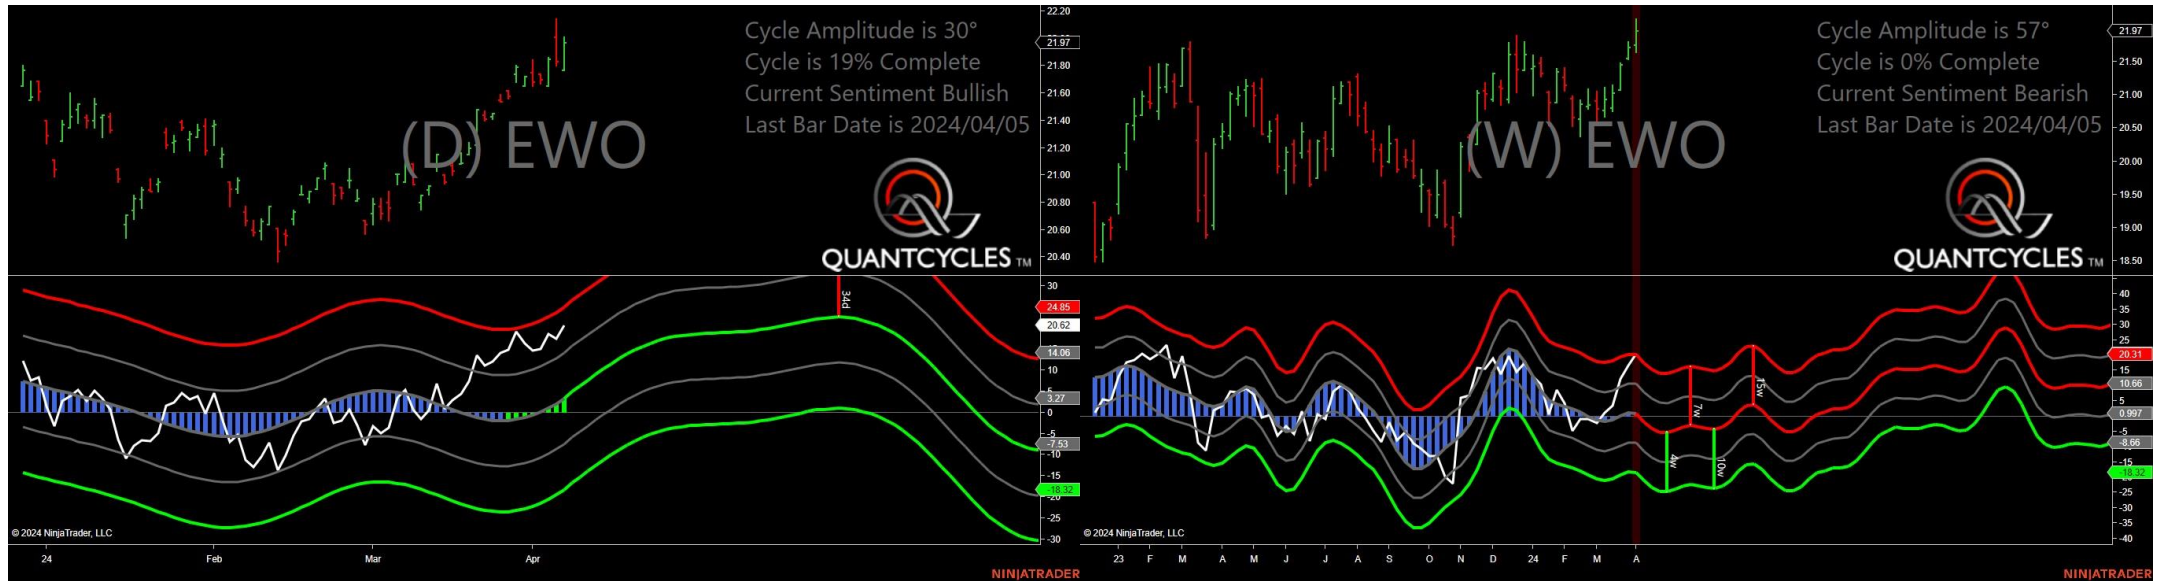 Cycle Amplitude is 30°
Cycle is 19% Complete
Current Sentiment Bullish
Last Bar Date is 2024/04/05
(D) EWO
QUANTCYCLES TM
22.20
21.97
21.80
21.60
21.40
21.20
21.00
20.80
20.60
20.40
34d
30
24.85
20.62
14.06
10
5
3.27
0
-5
-7.53
-10
-15
-18.32
-20
-25
-30
© 2024 NinjaTrader, LLC
24 Feb Mar Apr
NINJATRADER
Cycle Amplitude is 57°
Cycle is 0% Complete
Current Sentiment Bearish
Last Bar Date is 2024/04/05
(W) EWO
QUANTCYCLES TM
21.97
21.50
21.00
20.50
20.00
19.50
19.00
18.50
4w
7w
10w
15w
40
35
30
25
20.31
15
10.66
5
0.997
-5
-8.66
-15
-18.32
-25
-30
-35
-40
© 2024 NinjaTrader, LLC
23 F M A M J J A S O N D 24 F M A
NINJATRADER